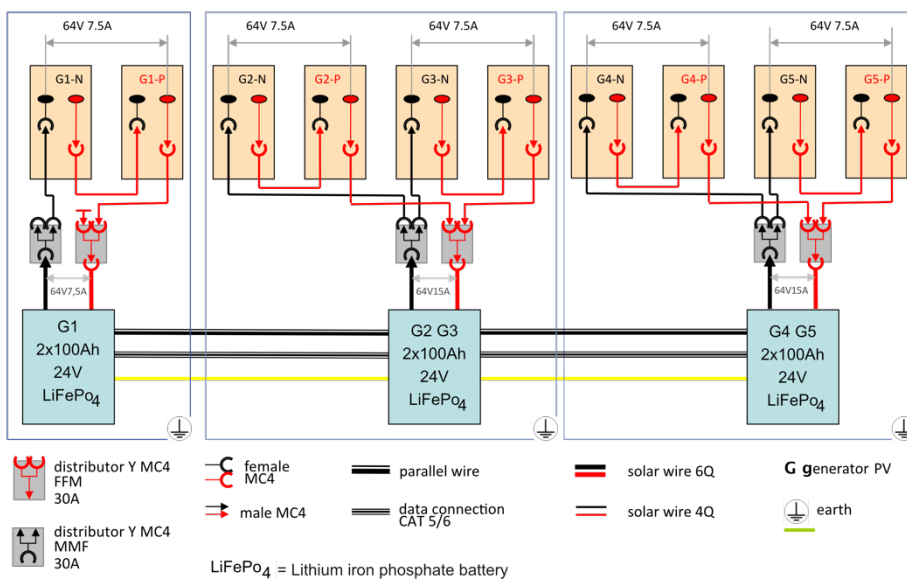 64V 7.5A
64V 7.5A
64V 7.5A
64V 7.5A
64V 7.5A
G1-N
G1-P
G2-N
G2-P
G3-N
G3-P
G4-N
G4-P
G5-N
G5-P
64V7,5A
64V15A
64V15A
G1
2x100Ah
24V
LiFePo4
G2 G3
2x100Ah
24V
LiFePo4
G4 G5
2x100Ah
24V
LiFePo4
distributor Y MC4
FFM
30A
distributor Y MC4
MMF
30A
female
MC4
male MC4
parallel wire
data connection
CAT 5/6
solar wire 6Q
solar wire 4Q
G generator PV
earth
LiFePo4 = Lithium iron phosphate battery